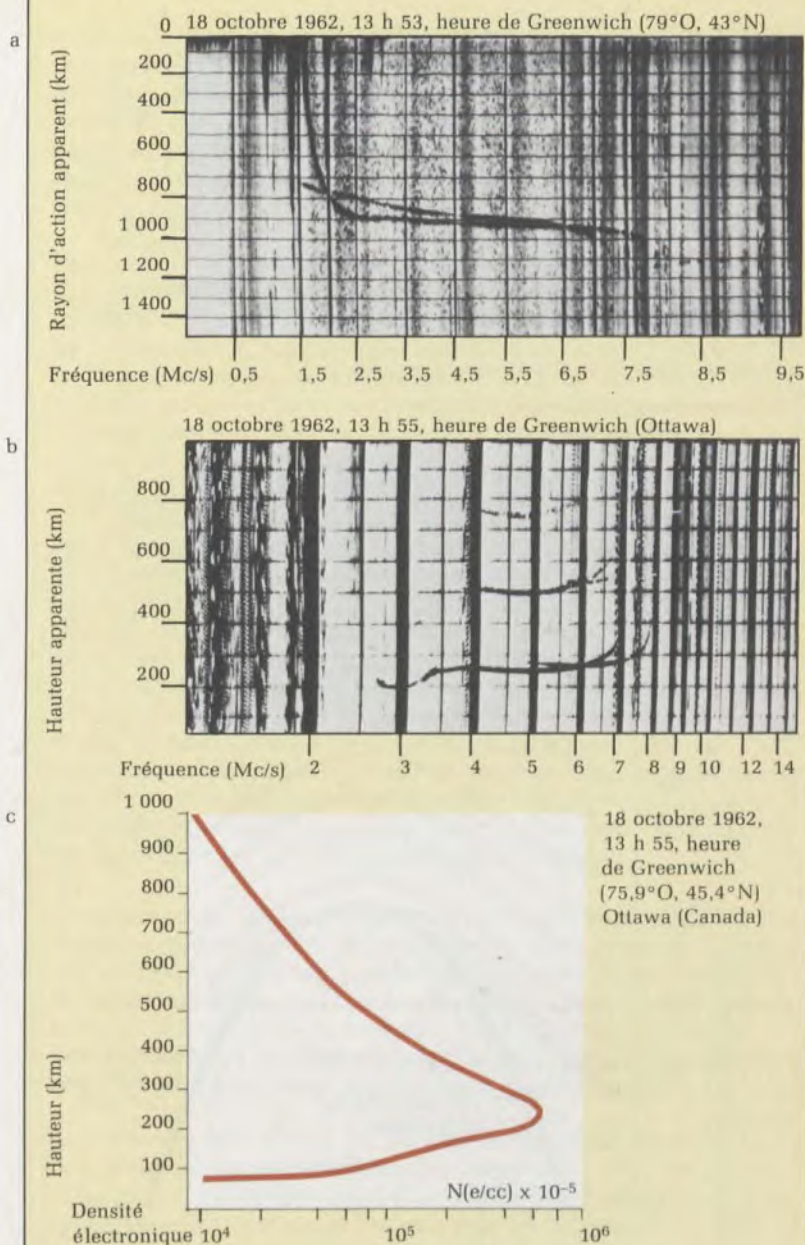 a
18 octobre 1962, 13 h 53, heure de Greenwich (79°O, 43°N)
Rayon d'action apparent (km)
0
200
400
600
800
1 000
1 200
1 400
Fréquence (Mc/s) 0,5 1,5 2,5 3,5 4,5 5,5 6,5 7,5 8,5 9,5
b
18 octobre 1962, 13 h 55, heure de Greenwich (Ottawa)
Hauteur apparente (km)
800
600
400
200
Fréquence (Mc/s) 2 3 4 5 6 7 8 9 10 12 14
c
Hauteur (km)
1 000
900
800
700
600
500
400
300
200
100
18 octobre 1962,
13 h 55, heure
de Greenwich
(75,9°O, 45,4°N)
Ottawa (Canada)
N(e/cc) x 10⁻⁵
Densité
électronique 10⁴ 10⁵ 10⁶